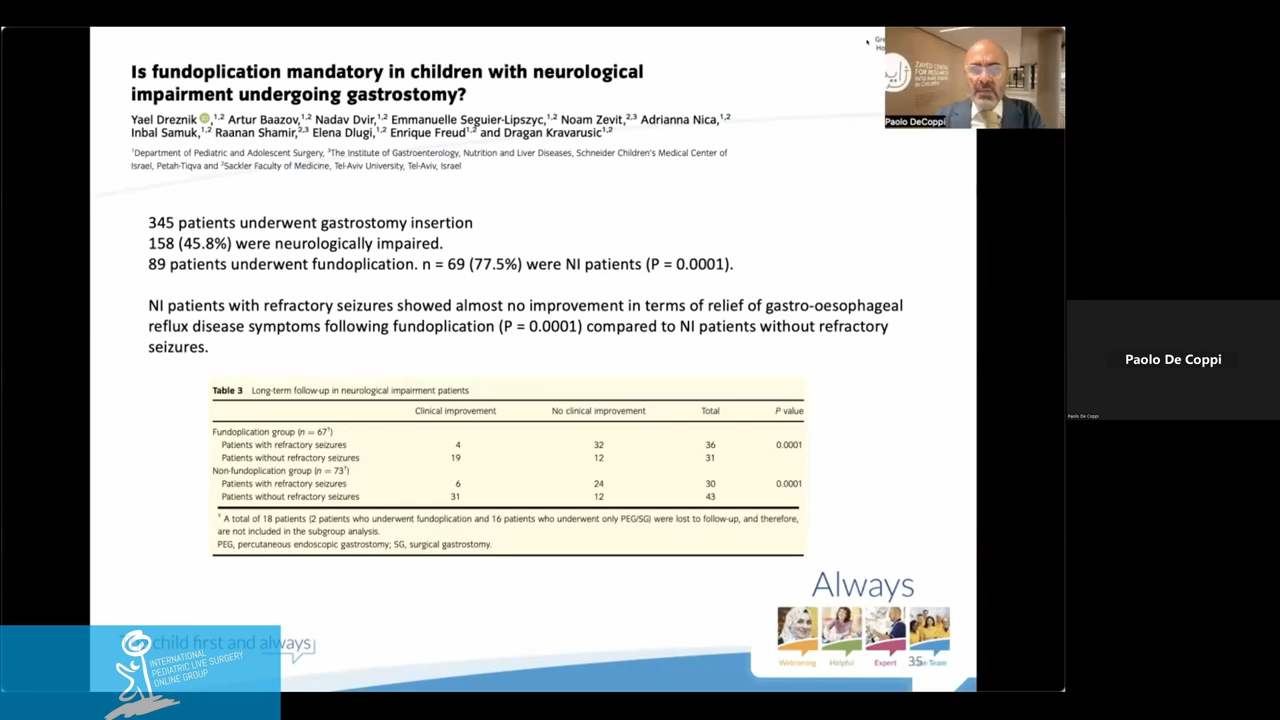 Is fundoplication mandatory in children with neurological
impairment undergoing gastrostomy?
Yael Dreznik ,1,2 Artur Baazov,1,2 Nadav Dvir,1,2 Emmanuelle Seguier-Lipszyc,1,2 Noam Zevit,2,3 Adrianna Nica,1,2
Inbal Samuk,1,2 Raanan Shamir,2,3 Elena Dlugi,1,2 Enrique Freud1,2 and Dragan Kravarusic1,2
1Department of Pediatric and Adolescent Surgery, 3The Institute of Gastroenterology, Nutrition and Liver Diseases, Schneider Children's Medical Center of
Israel, Petah-Tiqva and 2Sackler Faculty of Medicine, Tel-Aviv University, Tel-Aviv, Israel
345 patients underwent gastrostomy insertion
158 (45.8%) were neurologically impaired.
89 patients underwent fundoplication. n = 69 (77.5%) were NI patients (P = 0.0001).
NI patients with refractory seizures showed almost no improvement in terms of relief of gastro-oesophageal
reflux disease symptoms following fundoplication (P = 0.0001) compared to NI patients without refractory
seizures.
Table 3 Long-term follow-up in neurological impairment patients
Clinical improvement No clinical improvement Total P value
Fundoplication group (n = 67†)
Patients with refractory seizures 4 32 36 0.0001
Patients without refractory seizures 19 12 31
Non-fundoplication group (n = 73†)
Patients with refractory seizures 6 24 30 0.0001
Patients without refractory seizures 31 12 43
† A total of 18 patients (2 patients who underwent fundoplication and 16 patients who underwent only PEG/SG) were lost to follow-up, and therefore,
are not included in the subgroup analysis.
PEG, percutaneous endoscopic gastrostomy; SG, surgical gastrostomy.
Always
Welcoming Helpful Expert Team
35
child first and always
INTERNATIONAL
PEDIATRIC LIVE SURGERY
ONLINE GROUP
ZAYED CENTRE
FOR RESEARCH
IN CHILDREN
Paolo DeCoppi
Paolo De Coppi
Paolo De Coppi